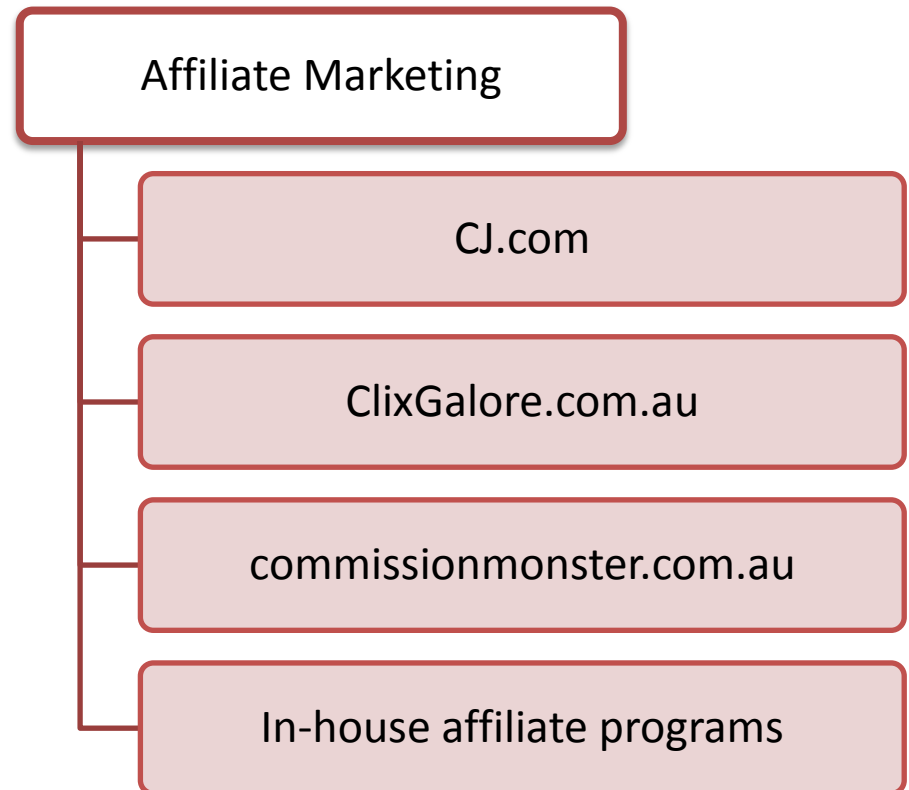 Affiliate Marketing
CJ.com
ClixGalore.com.au
commissionmonster.com.au
In-house affiliate programs